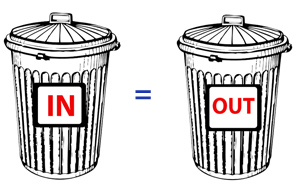 IN = OUT